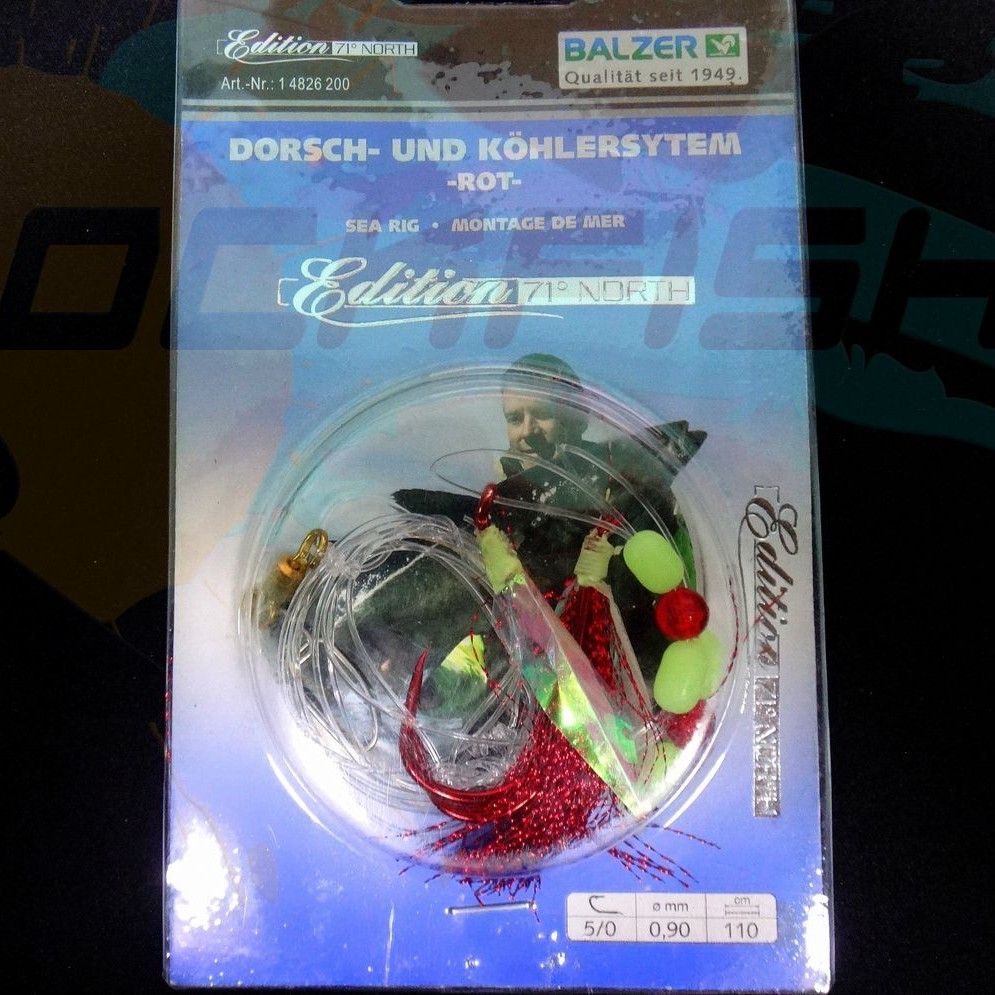 Edition 71° NORTH
BALZER
Qualität seit 1949.
Art.-Nr.: 1 4826 200
DORSCH- UND KÖHLERSYTEM
-ROT-
SEA RIG • MONTAGE DE MER
OCKFISH
Edition 71° NORTH
Edition 71° NORTH
ø mm
cm
5/0
0,90
110